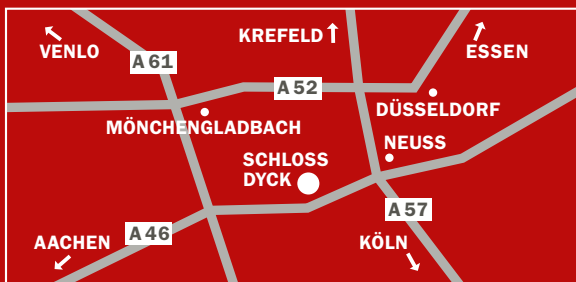 KREFELD
VENLO
ESSEN
A 61
A 52
DÜSSELDORF
MÖNCHENGLADBACH
NEUSS
SCHLOSS
DYCK
A 57
A 46
AACHEN
KÖLN